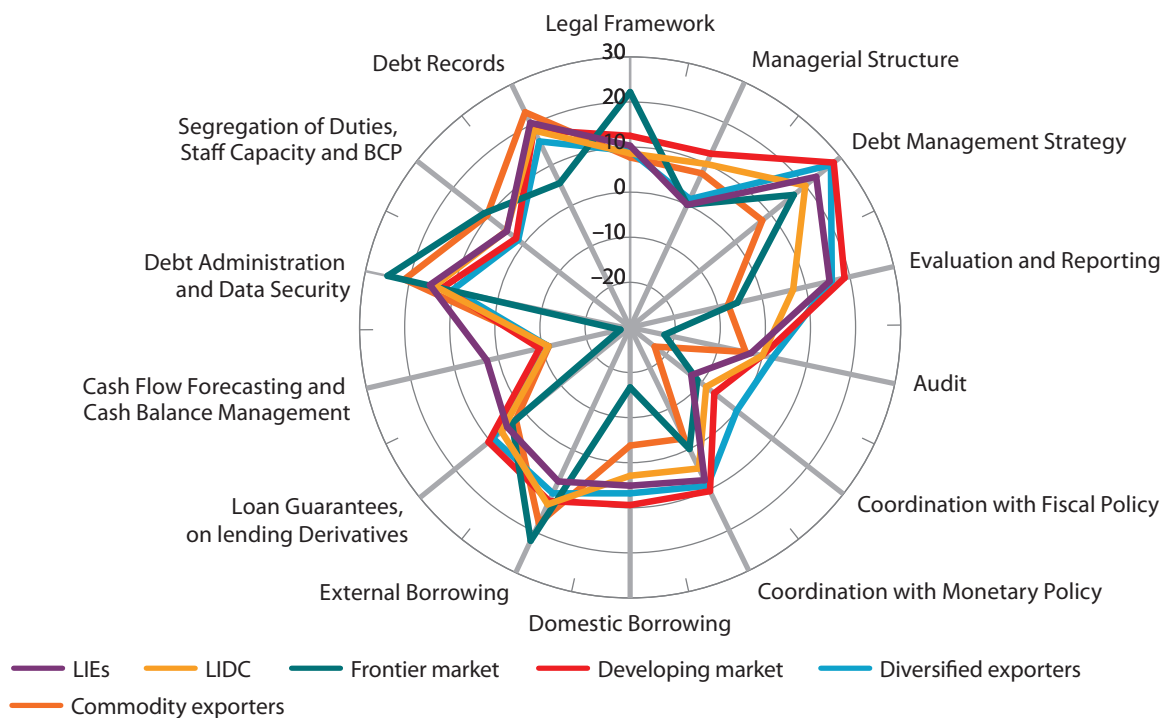 Legal Framework
30
20
10
0
–10
–20
Managerial Structure
Debt Management Strategy
Evaluation and Reporting
Audit
Coordination with Fiscal Policy
Coordination with Monetary Policy
Domestic Borrowing
External Borrowing
Loan Guarantees,
on lending Derivatives
Cash Flow Forecasting and
Cash Balance Management
Debt Administration
and Data Security
Segregation of Duties,
Staff Capacity and BCP
Debt Records
LIEs
LIDC
Frontier market
Developing market
Diversified exporters
Commodity exporters